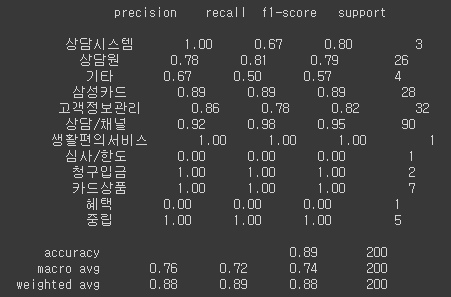 precision recall f1-score support
상담시스템 1.00 0.67 0.80 3
상담원 0.78 0.81 0.79 26
기타 0.67 0.50 0.57 4
삼성카드 0.89 0.89 0.89 28
고객정보관리 0.86 0.78 0.82 32
상담/채널 0.92 0.98 0.95 90
생활편의서비스 1.00 1.00 1.00 1
심사/한도 0.00 0.00 0.00 1
청구입금 1.00 1.00 1.00 2
카드상품 1.00 1.00 1.00 7
혜택 0.00 0.00 0.00 1
중립 1.00 1.00 1.00 5
accuracy 0.89 200
macro avg 0.76 0.72 0.74 200
weighted avg 0.88 0.89 0.88 200